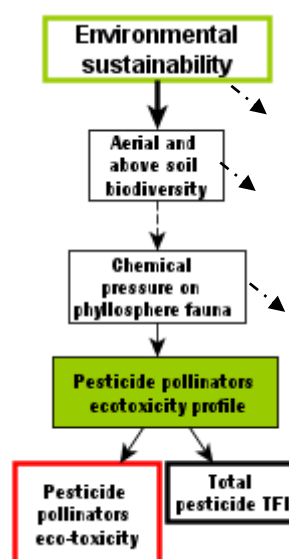 Environmental
sustainability
Aerial and
above soil
biodiversity
Chemical
pressure on
phyllosphere fauna
Pesticide pollinators
ecotoxicity profile
Pesticide
pollinators
eco-toxicity
Total
pesticide TFI